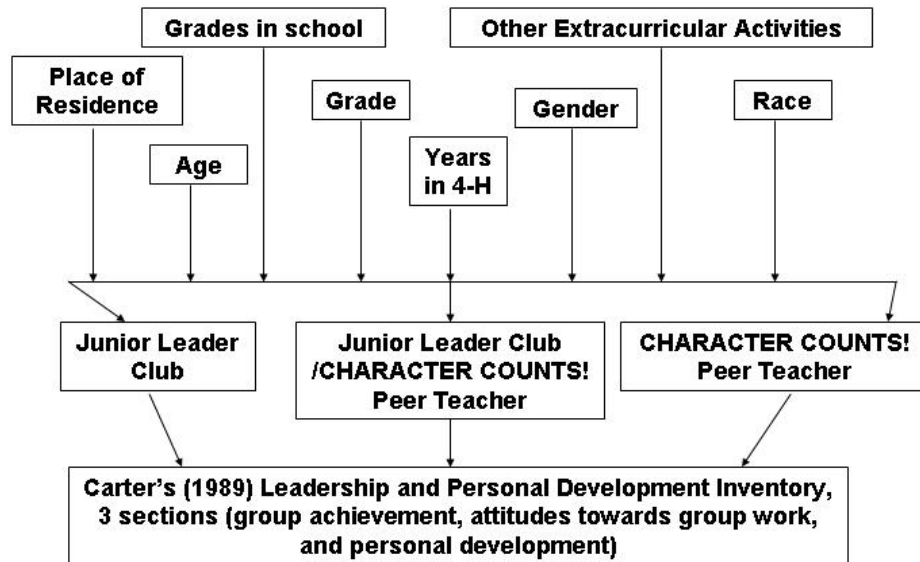 Grades in school
Other Extracurricular Activities
Place of
Residence
Grade
Gender
Race
Age
Years
in 4-H
Junior Leader
Club
Junior Leader Club
/CHARACTER COUNTS!
Peer Teacher
CHARACTER COUNTS!
Peer Teacher
Carter's (1989) Leadership and Personal Development Inventory,
3 sections (group achievement, attitudes towards group work,
and personal development)